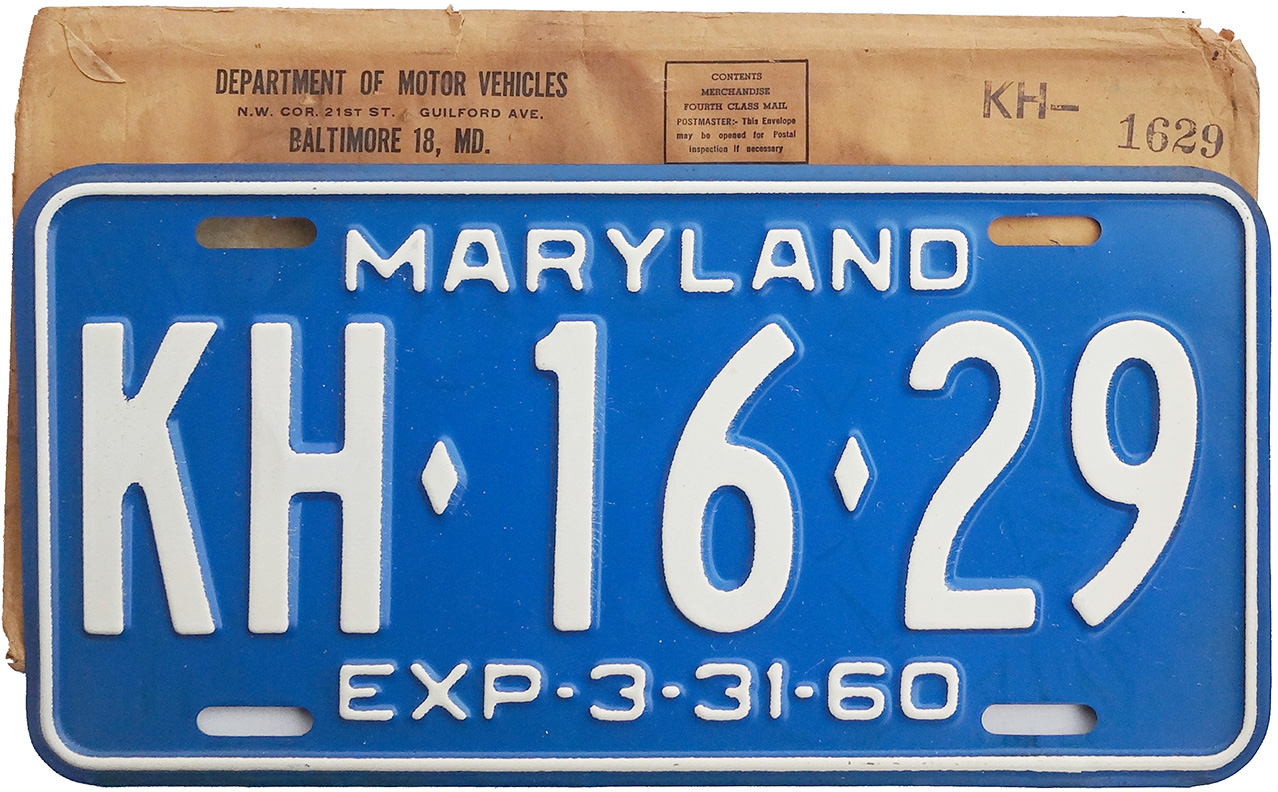 DEPARTMENT OF MOTOR VEHICLES
N.W. COR. 21ST ST. GUILFORD AVE.
BALTIMORE 18, MD.
CONTENTS
MERCHANDISE
FOURTH CLASS MAIL
POSTMASTER:- This Envelope
may be opened for Postal
Inspection if necessary
KH-
1629
MARYLAND
KH♦16♦29
EXP-3-31-60